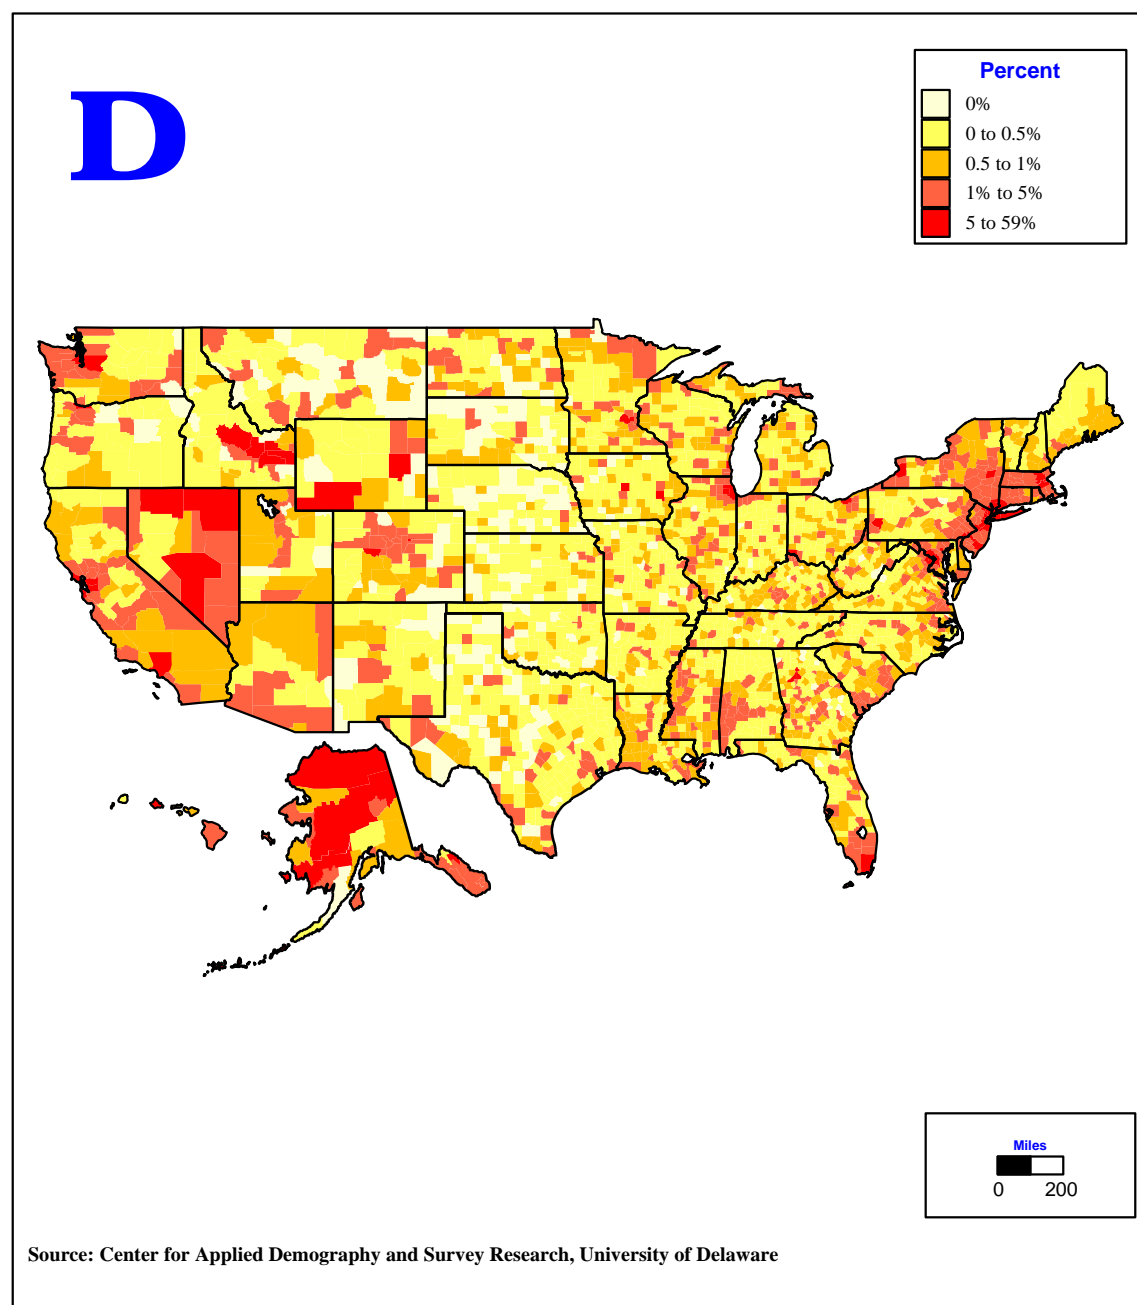 D
Percent
0%
0 to 0.5%
0.5 to 1%
1% to 5%
5 to 59%
Miles
0 200
Source: Center for Applied Demography and Survey Research, University of Delaware